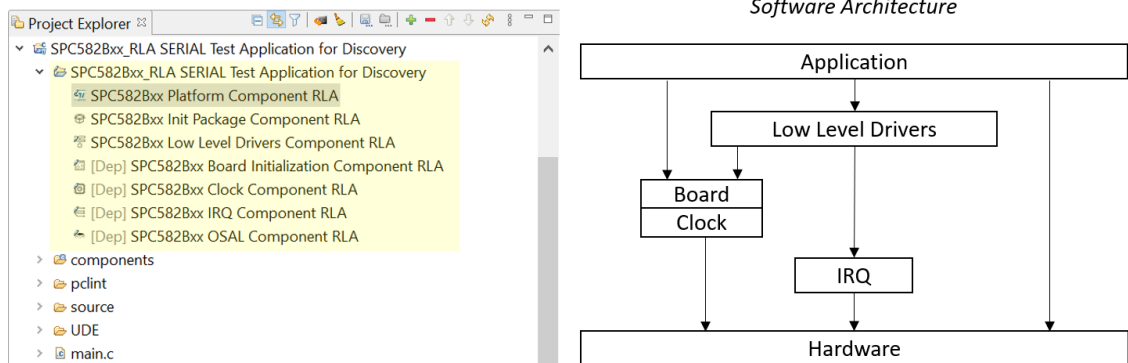 Project Explorer
SPC582Bxx_RLA SERIAL Test Application for Discovery
SPC582Bxx_RLA SERIAL Test Application for Discovery
SPC582Bxx Platform Component RLA
SPC582Bxx Init Package Component RLA
SPC582Bxx Low Level Drivers Component RLA
[Dep] SPC582Bxx Board Initialization Component RLA
[Dep] SPC582Bxx Clock Component RLA
[Dep] SPC582Bxx IRQ Component RLA
[Dep] SPC582Bxx OSAL Component RLA
components
pclint
source
UDE
main.c
Software Architecture
Application
Low Level Drivers
Board
Clock
IRQ
Hardware